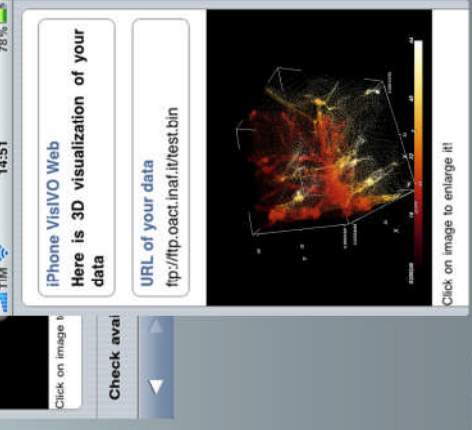 TIM 14:51 78%
iPhone VisIVO Web
Here is 3D visualization of your
data
URL of your data
ftp://ftp.oact.inaf.it/test.bin
Click on image to enlarge it!
Click on image t
Check avai